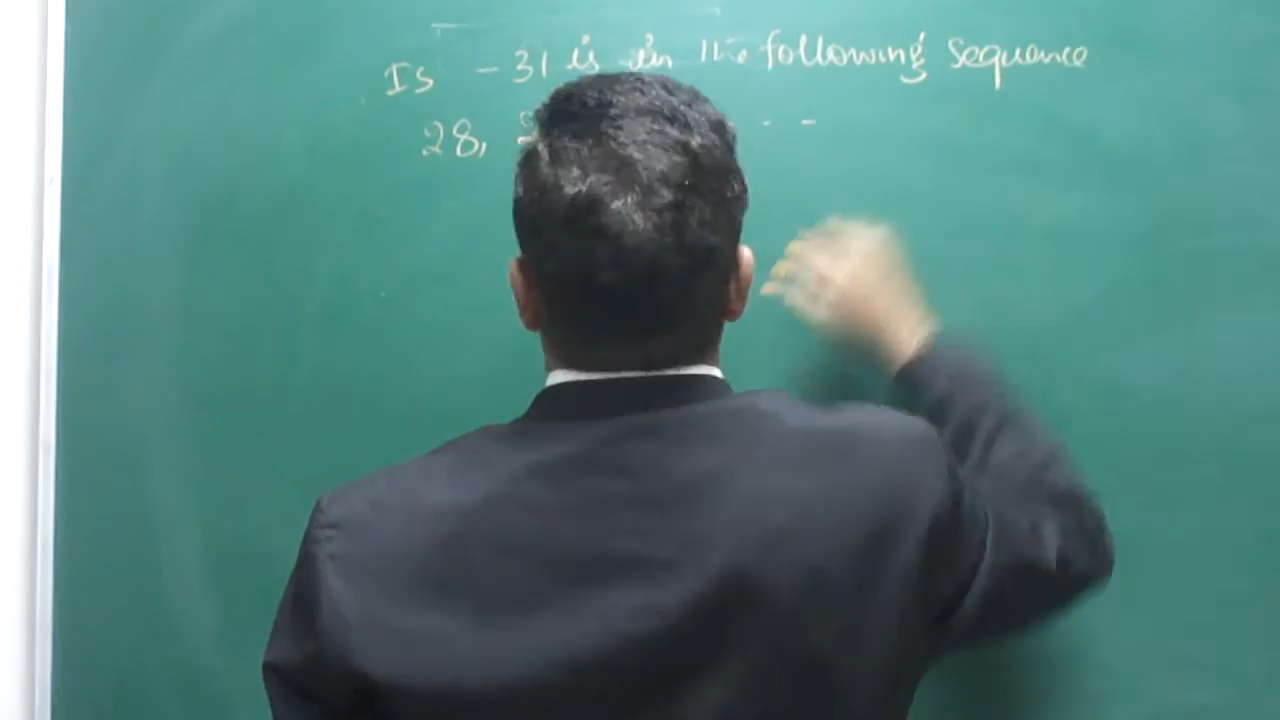 Is -31 is in the following sequence
28, - -